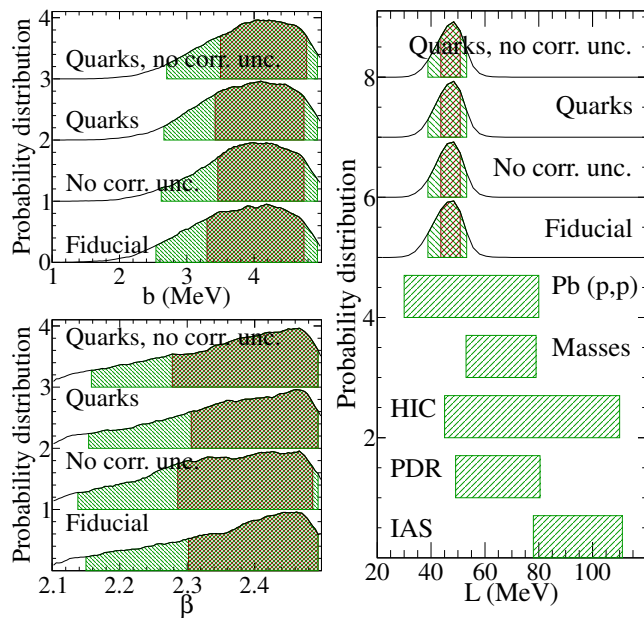 Probability distribution
4
3
2
1
0
Quarks, no corr. unc.
Quarks
No corr. unc.
Fiducial
1 2 3 4
b (MeV)
Probability distribution
4
3
2
1
Quarks, no corr. unc.
Quarks
No corr. unc.
Fiducial
2.1 2.2 2.3 2.4
β
Probability distribution
8
6
4
2
Quarks, no corr. unc.
Quarks
No corr. unc.
Fiducial
Pb (p,p)
Masses
HIC
PDR
IAS
20 40 60 80 100
L (MeV)